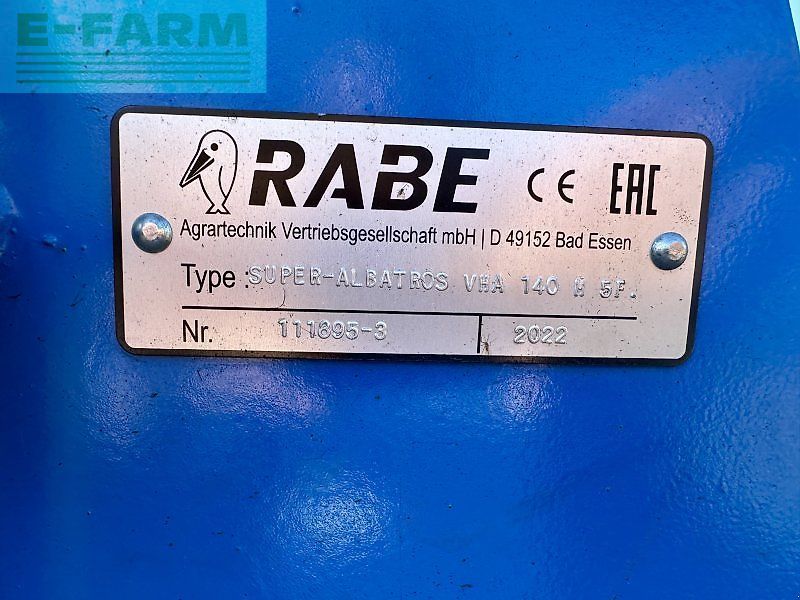 E-FARM
RABE CE EAC
Agrartechnik Vertriebsgesellschaft mbH | D 49152 Bad Essen
Type : SUPER-ALBATROS VHA 140 H 5F.
Nr. 111695-3 2022